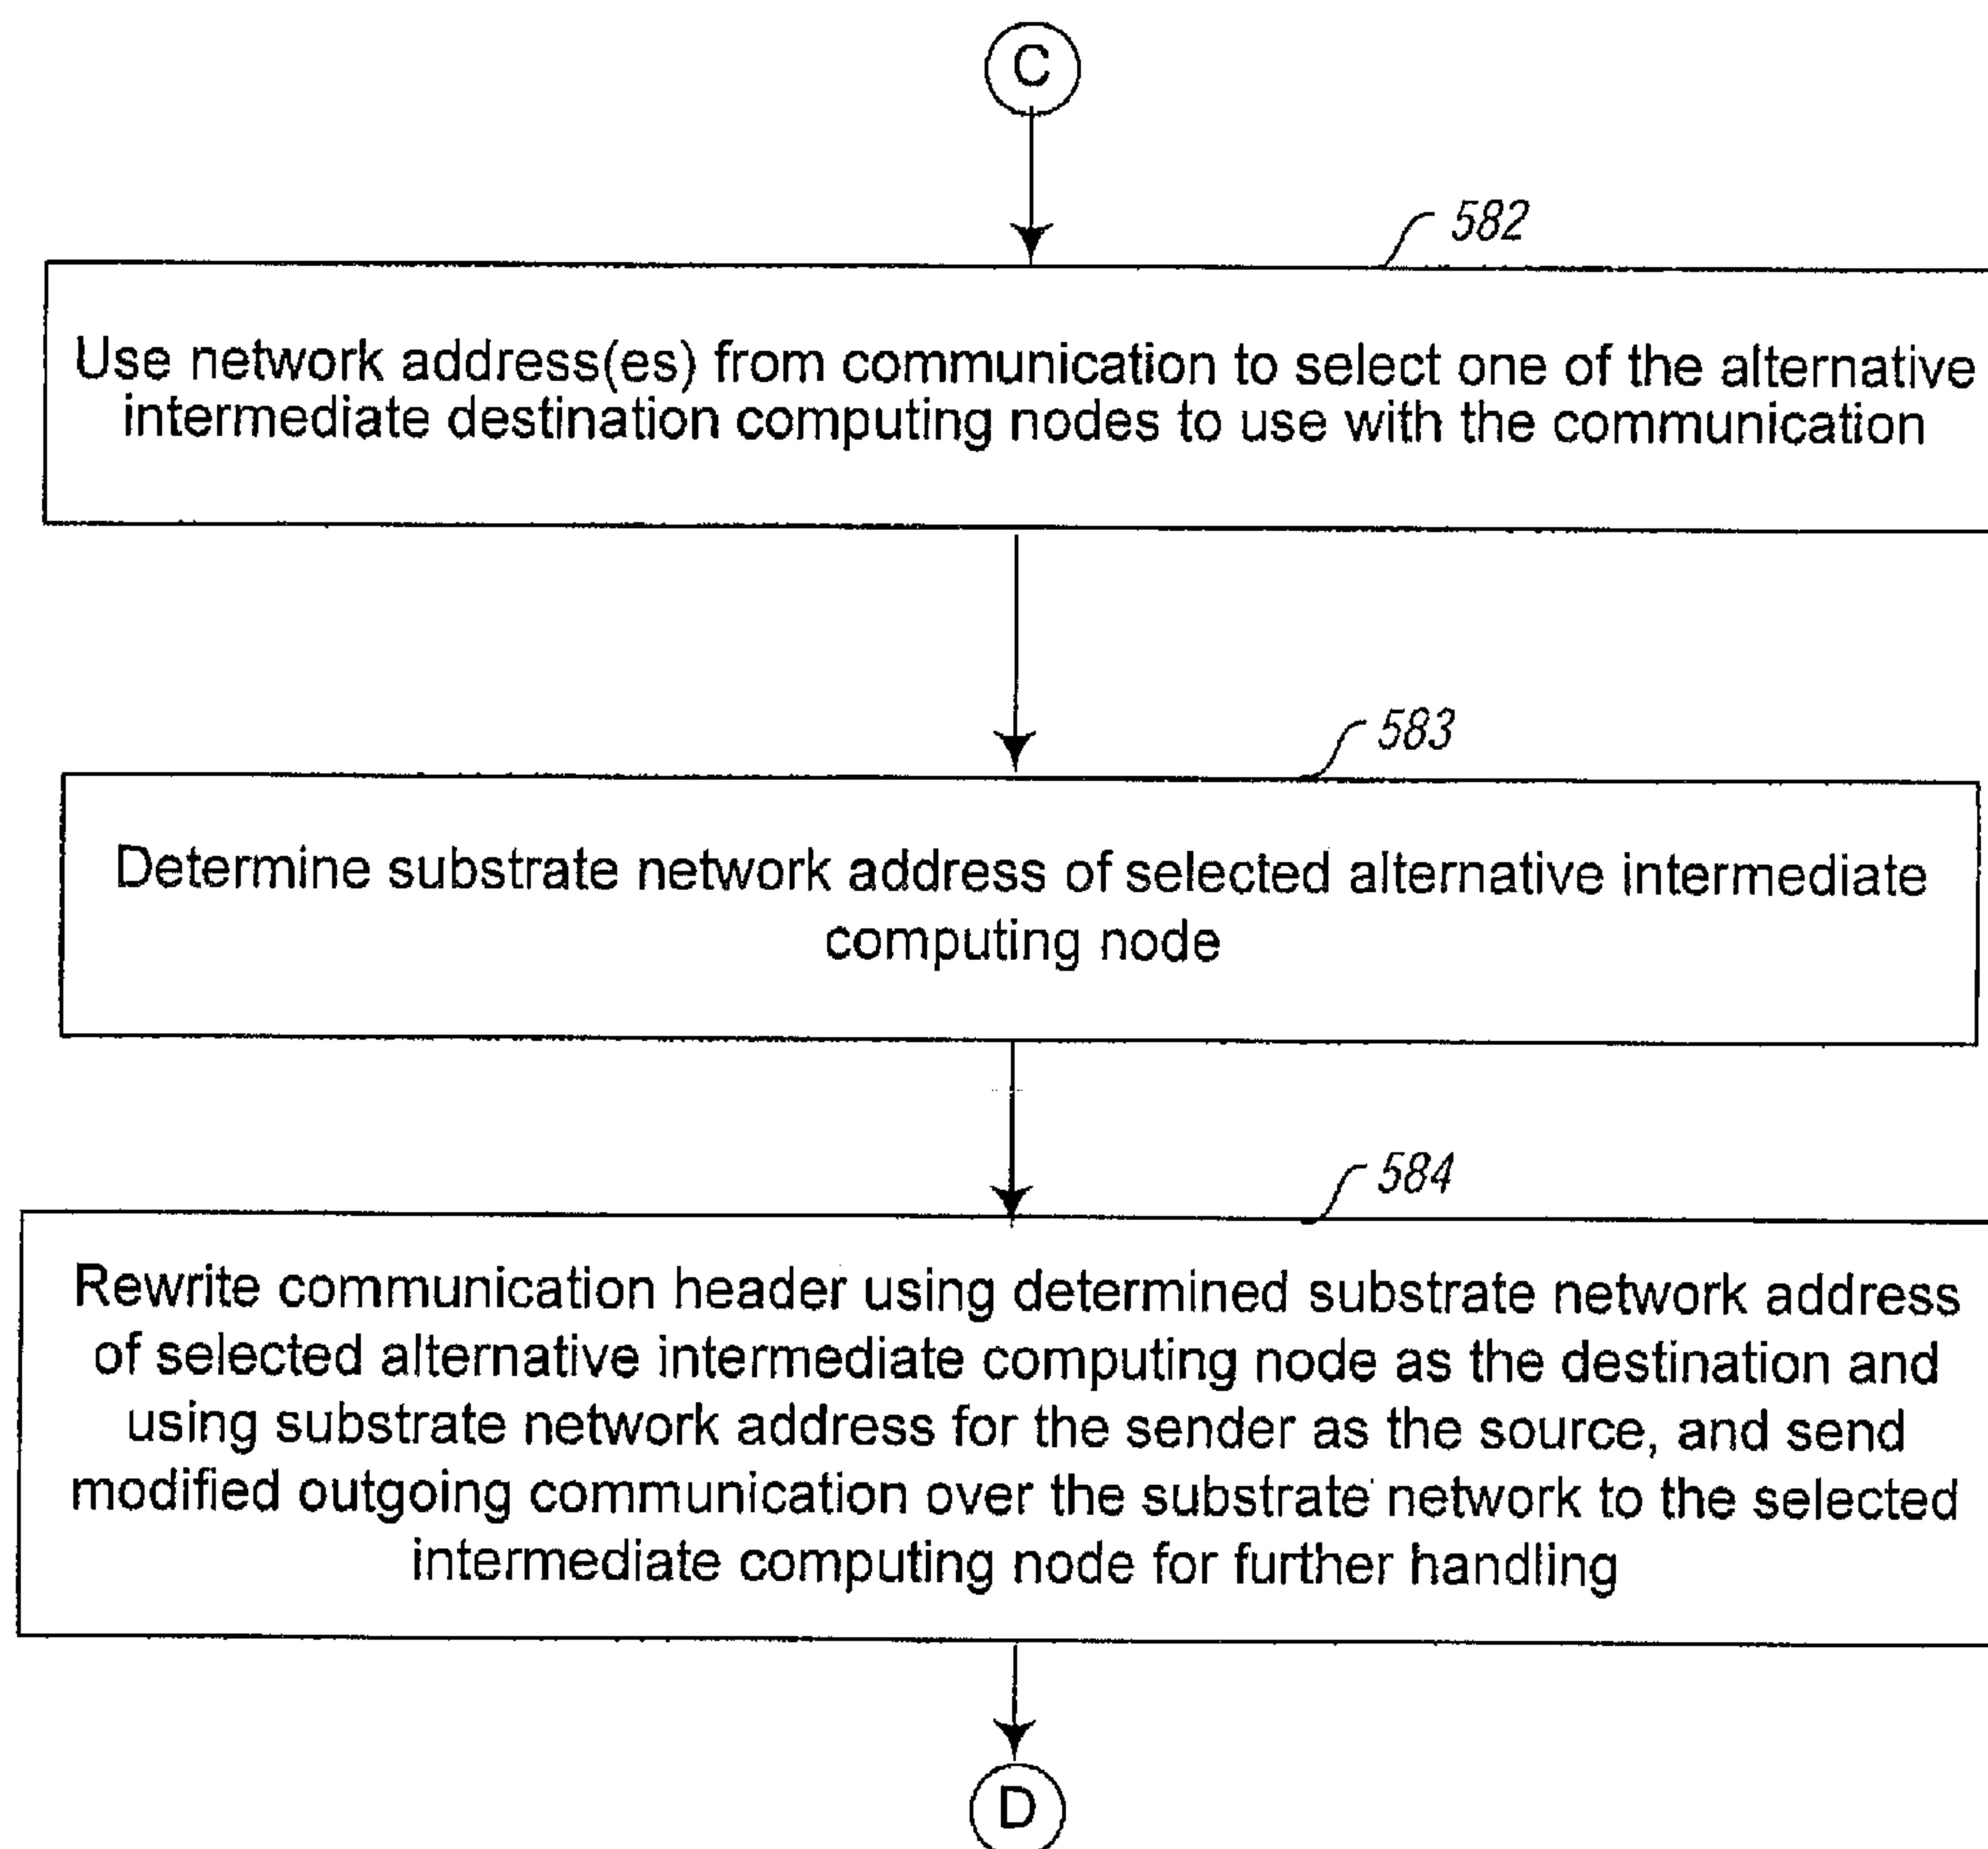 C
582
Use network address(es) from communication to select one of the alternative
intermediate destination computing nodes to use with the communication
583
Determine substrate network address of selected alternative intermediate
computing node
584
Rewrite communication header using determined substrate network address
of selected alternative intermediate computing node as the destination and
using substrate network address for the sender as the source, and send
modified outgoing communication over the substrate network to the selected
intermediate computing node for further handling
D